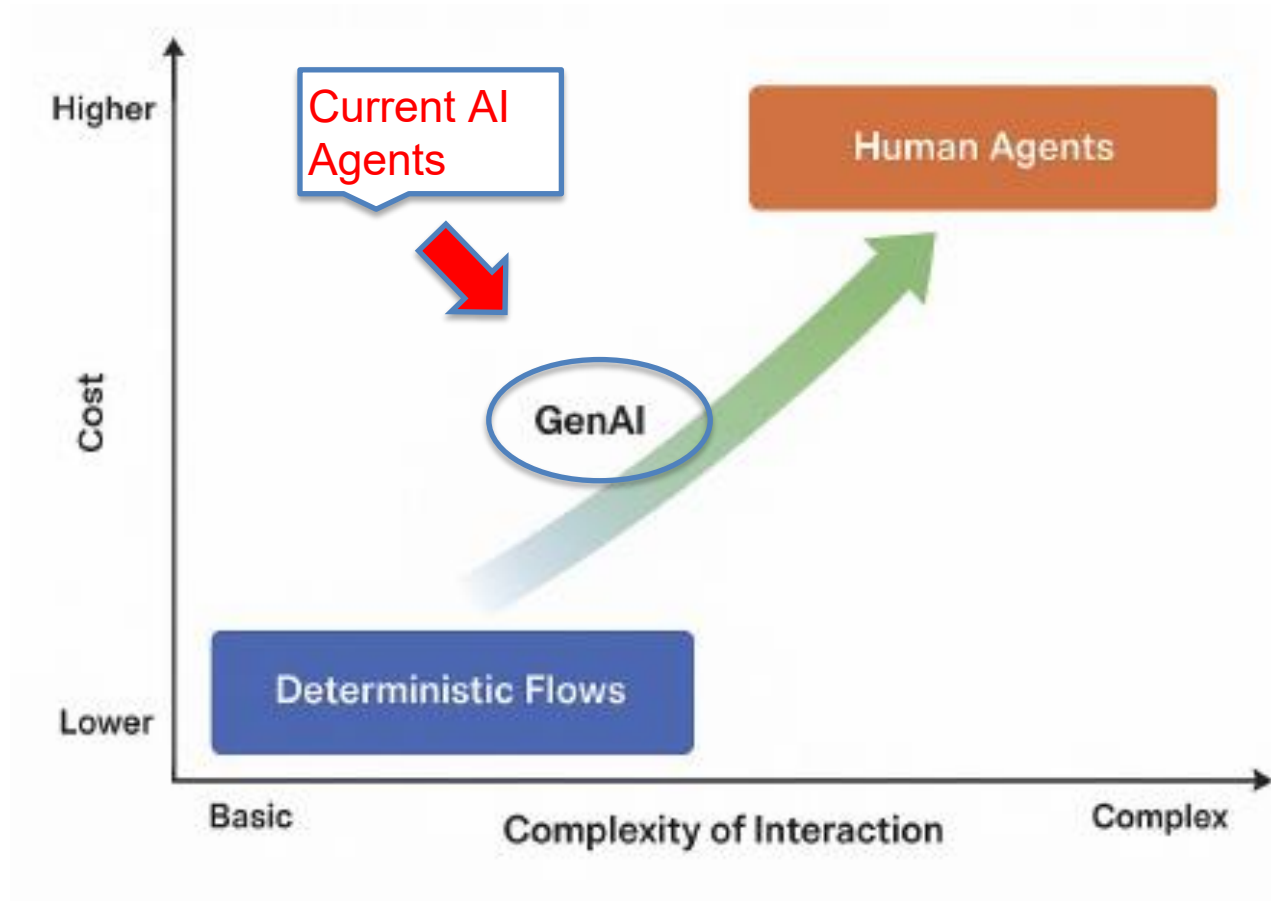 Higher
Current AI
Agents
Human Agents
Cost
GenAI
Deterministic Flows
Lower
Basic
Complexity of Interaction
Complex